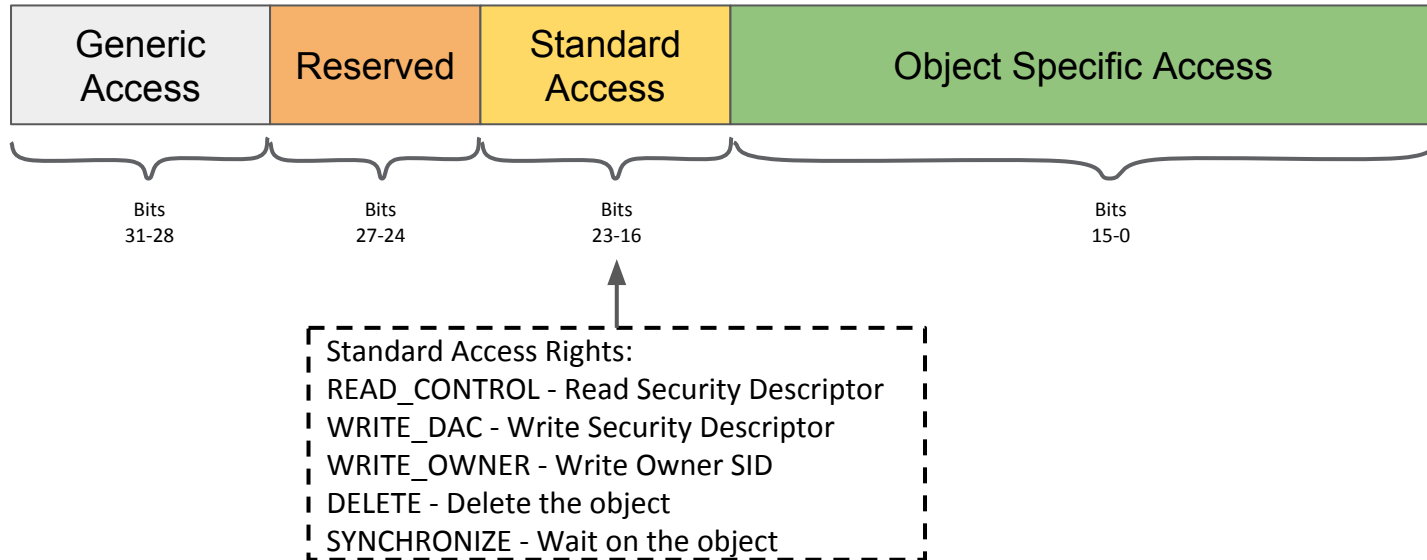 Generic
Access
Reserved
Standard
Access
Object Specific Access
Bits
31-28
Bits
27-24
Bits
23-16
Bits
15-0
Standard Access Rights:
READ_CONTROL - Read Security Descriptor
WRITE_DAC - Write Security Descriptor
WRITE_OWNER - Write Owner SID
DELETE - Delete the object
SYNCHRONIZE - Wait on the object